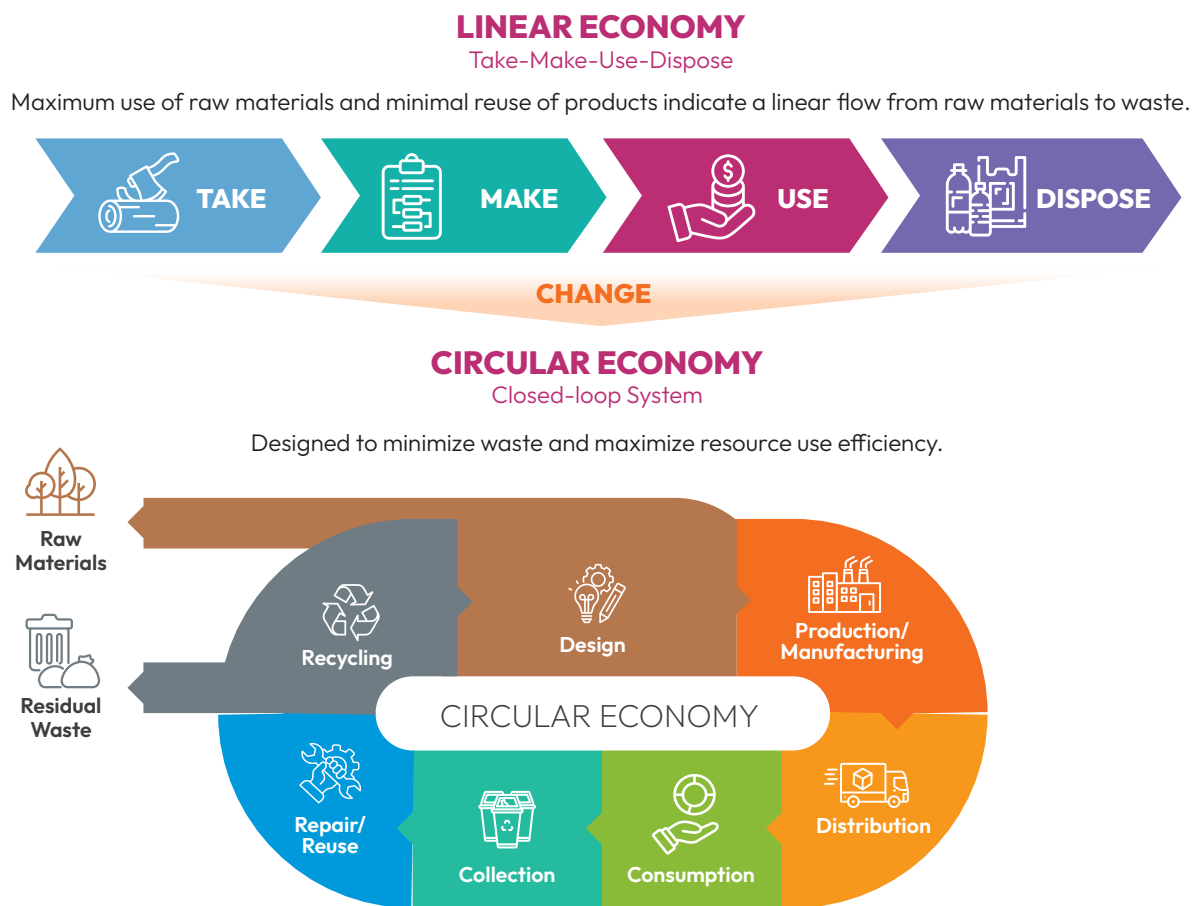 LINEAR ECONOMY
Take-Make-Use-Dispose
Maximum use of raw materials and minimal reuse of products indicate a linear flow from raw materials to waste.
TAKE
MAKE
$
USE
DISPOSE
CHANGE
CIRCULAR ECONOMY
Closed-loop System
Designed to minimize waste and maximize resource use efficiency.
Raw
Materials
Residual
Waste
Recycling
Design
Production/
Manufacturing
CIRCULAR ECONOMY
Repair/
Reuse
Collection
Consumption
Distribution